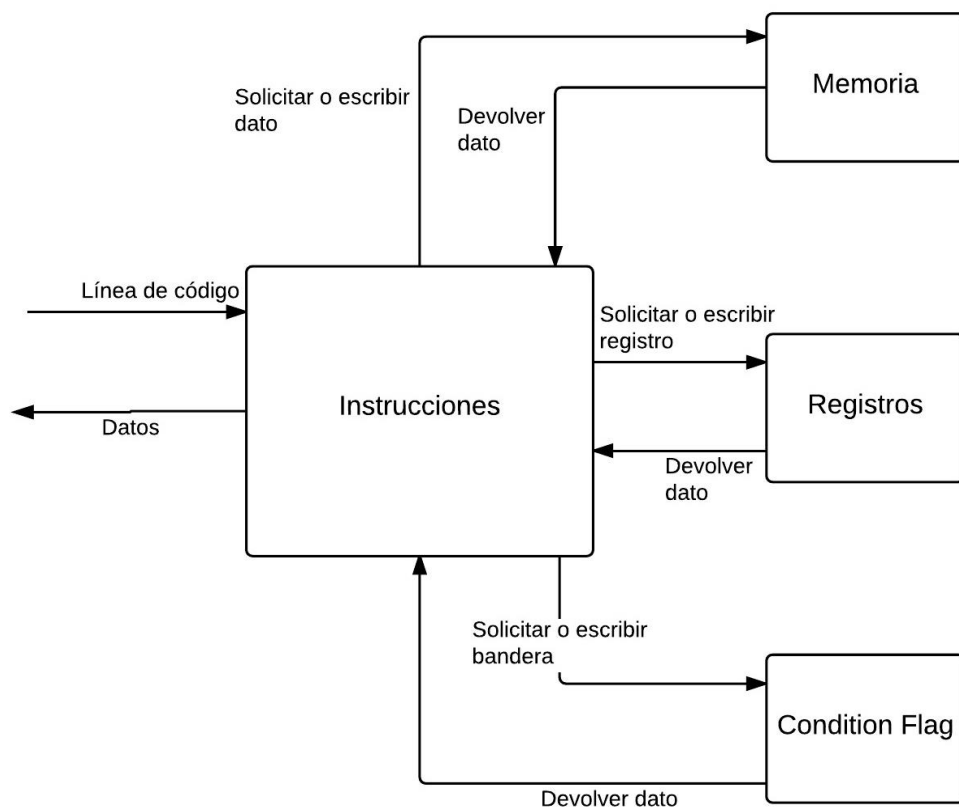 Memoria
Solicitar o escribir
dato
Devolver
dato
Línea de código
Solicitar o escribir
registro
Instrucciones
Registros
Datos
Devolver
dato
Solicitar o escribir
bandera
Condition Flag
Devolver dato